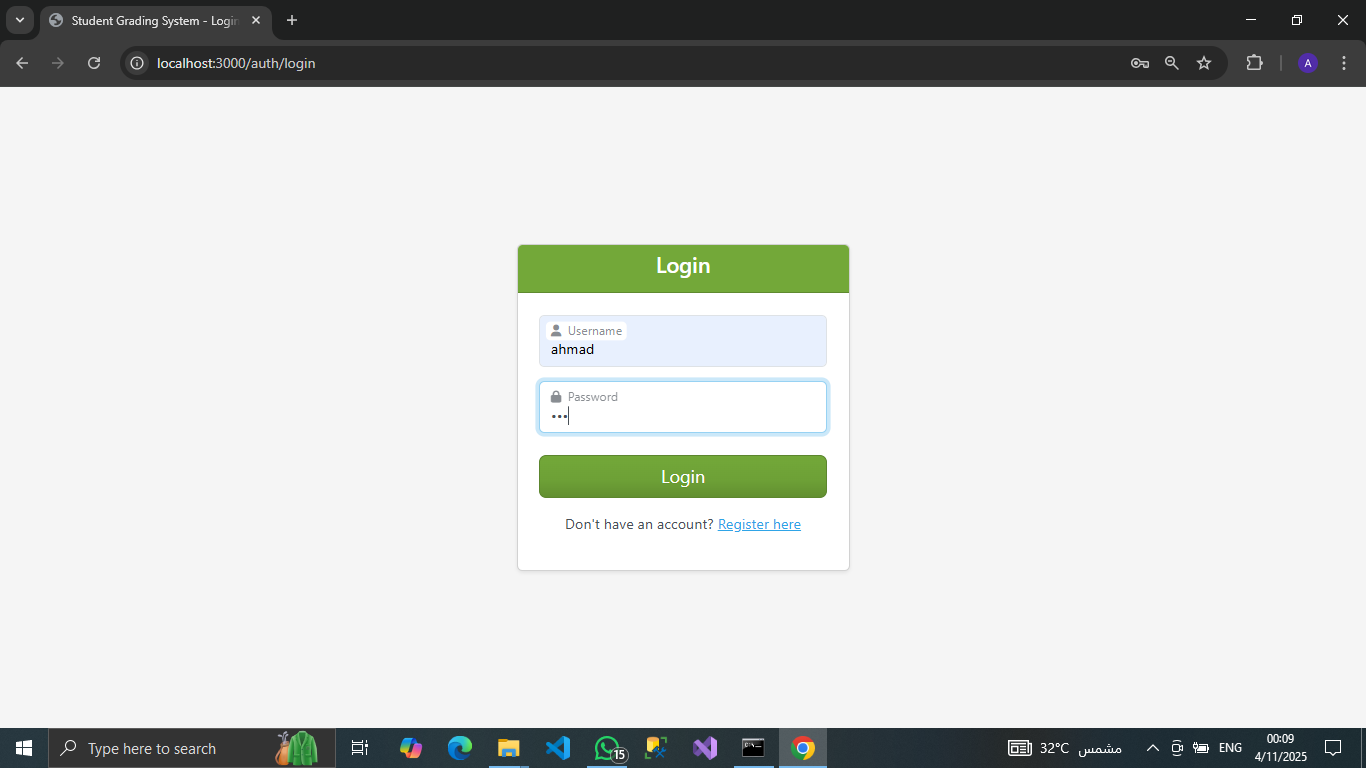 Student Grading System - Login
localhost:3000/auth/login
A
Login
Username
ahmad
Password
•••
Login
Don't have an account? Register here
Type here to search
15
32°C مشمس
ENG
00:09
4/11/2025